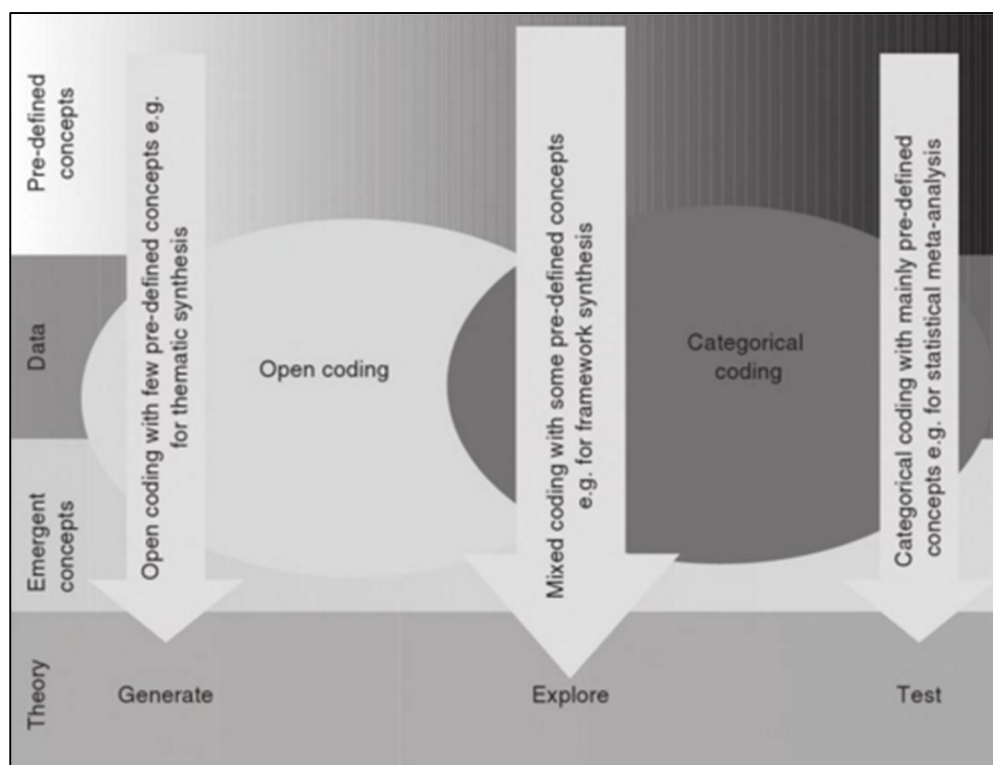 Pre-defined
concepts
Data
Emergent
concepts
Theory
Open coding with few pre-defined concepts e.g.
for thematic synthesis
Open coding
Mixed coding with some pre-defined concepts
e.g. for framework synthesis
Categorical
coding
Categorical coding with mainly pre-defined
concepts e.g. for statistical meta-analysis
Generate
Explore
Test